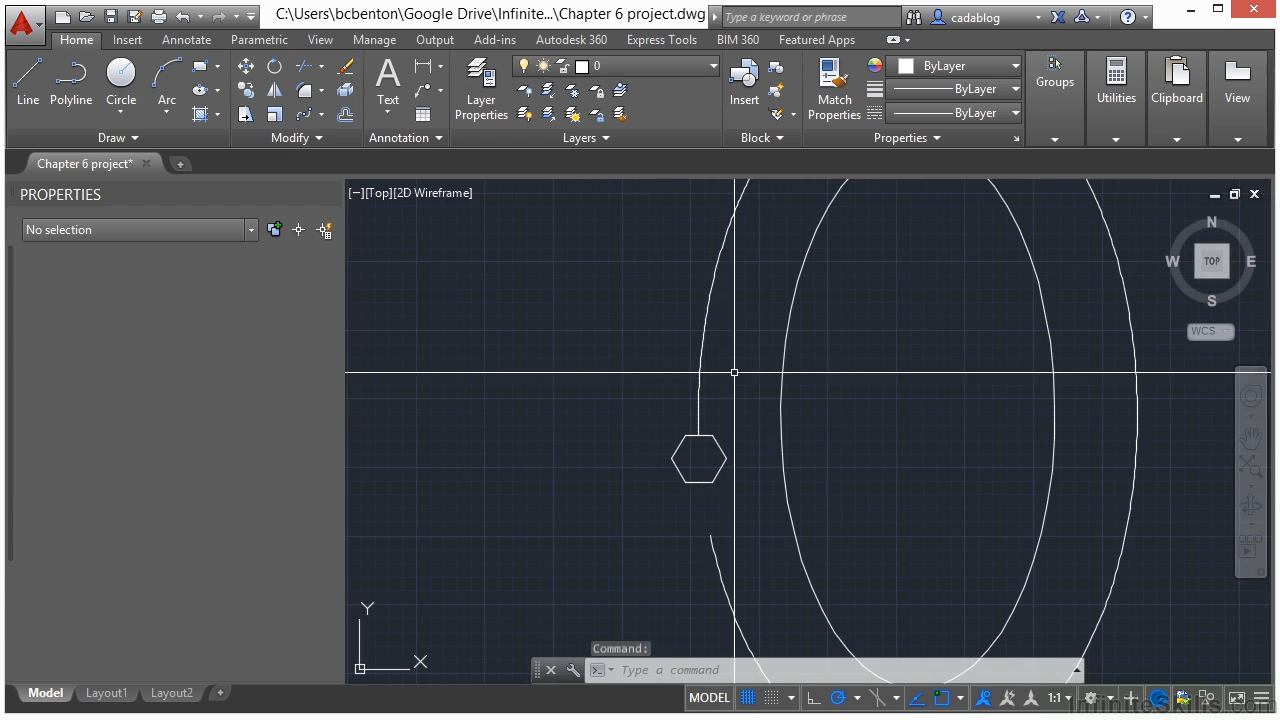 C:\Users\bcbenton\Google Drive\Infinite...\Chapter 6 project.dwg
Type a keyword or phrase
cadablog
Home Insert Annotate Parametric View Manage Output Add-ins Autodesk 360 Express Tools BIM 360 Featured Apps
Line Polyline Circle Arc
Draw
Modify
Text
Annotation
Layer Properties
0
Layers
Insert
Block
Match Properties
ByLayer
ByLayer
ByLayer
Properties
Groups
Utilities
Clipboard
View
Chapter 6 project*
PROPERTIES
No selection
[−][Top][2D Wireframe]
N
W TOP E
S
WCS
Y
X
Command:
Type a command
Model Layout1 Layout2
MODEL
1:1
InfiniteSkills.com